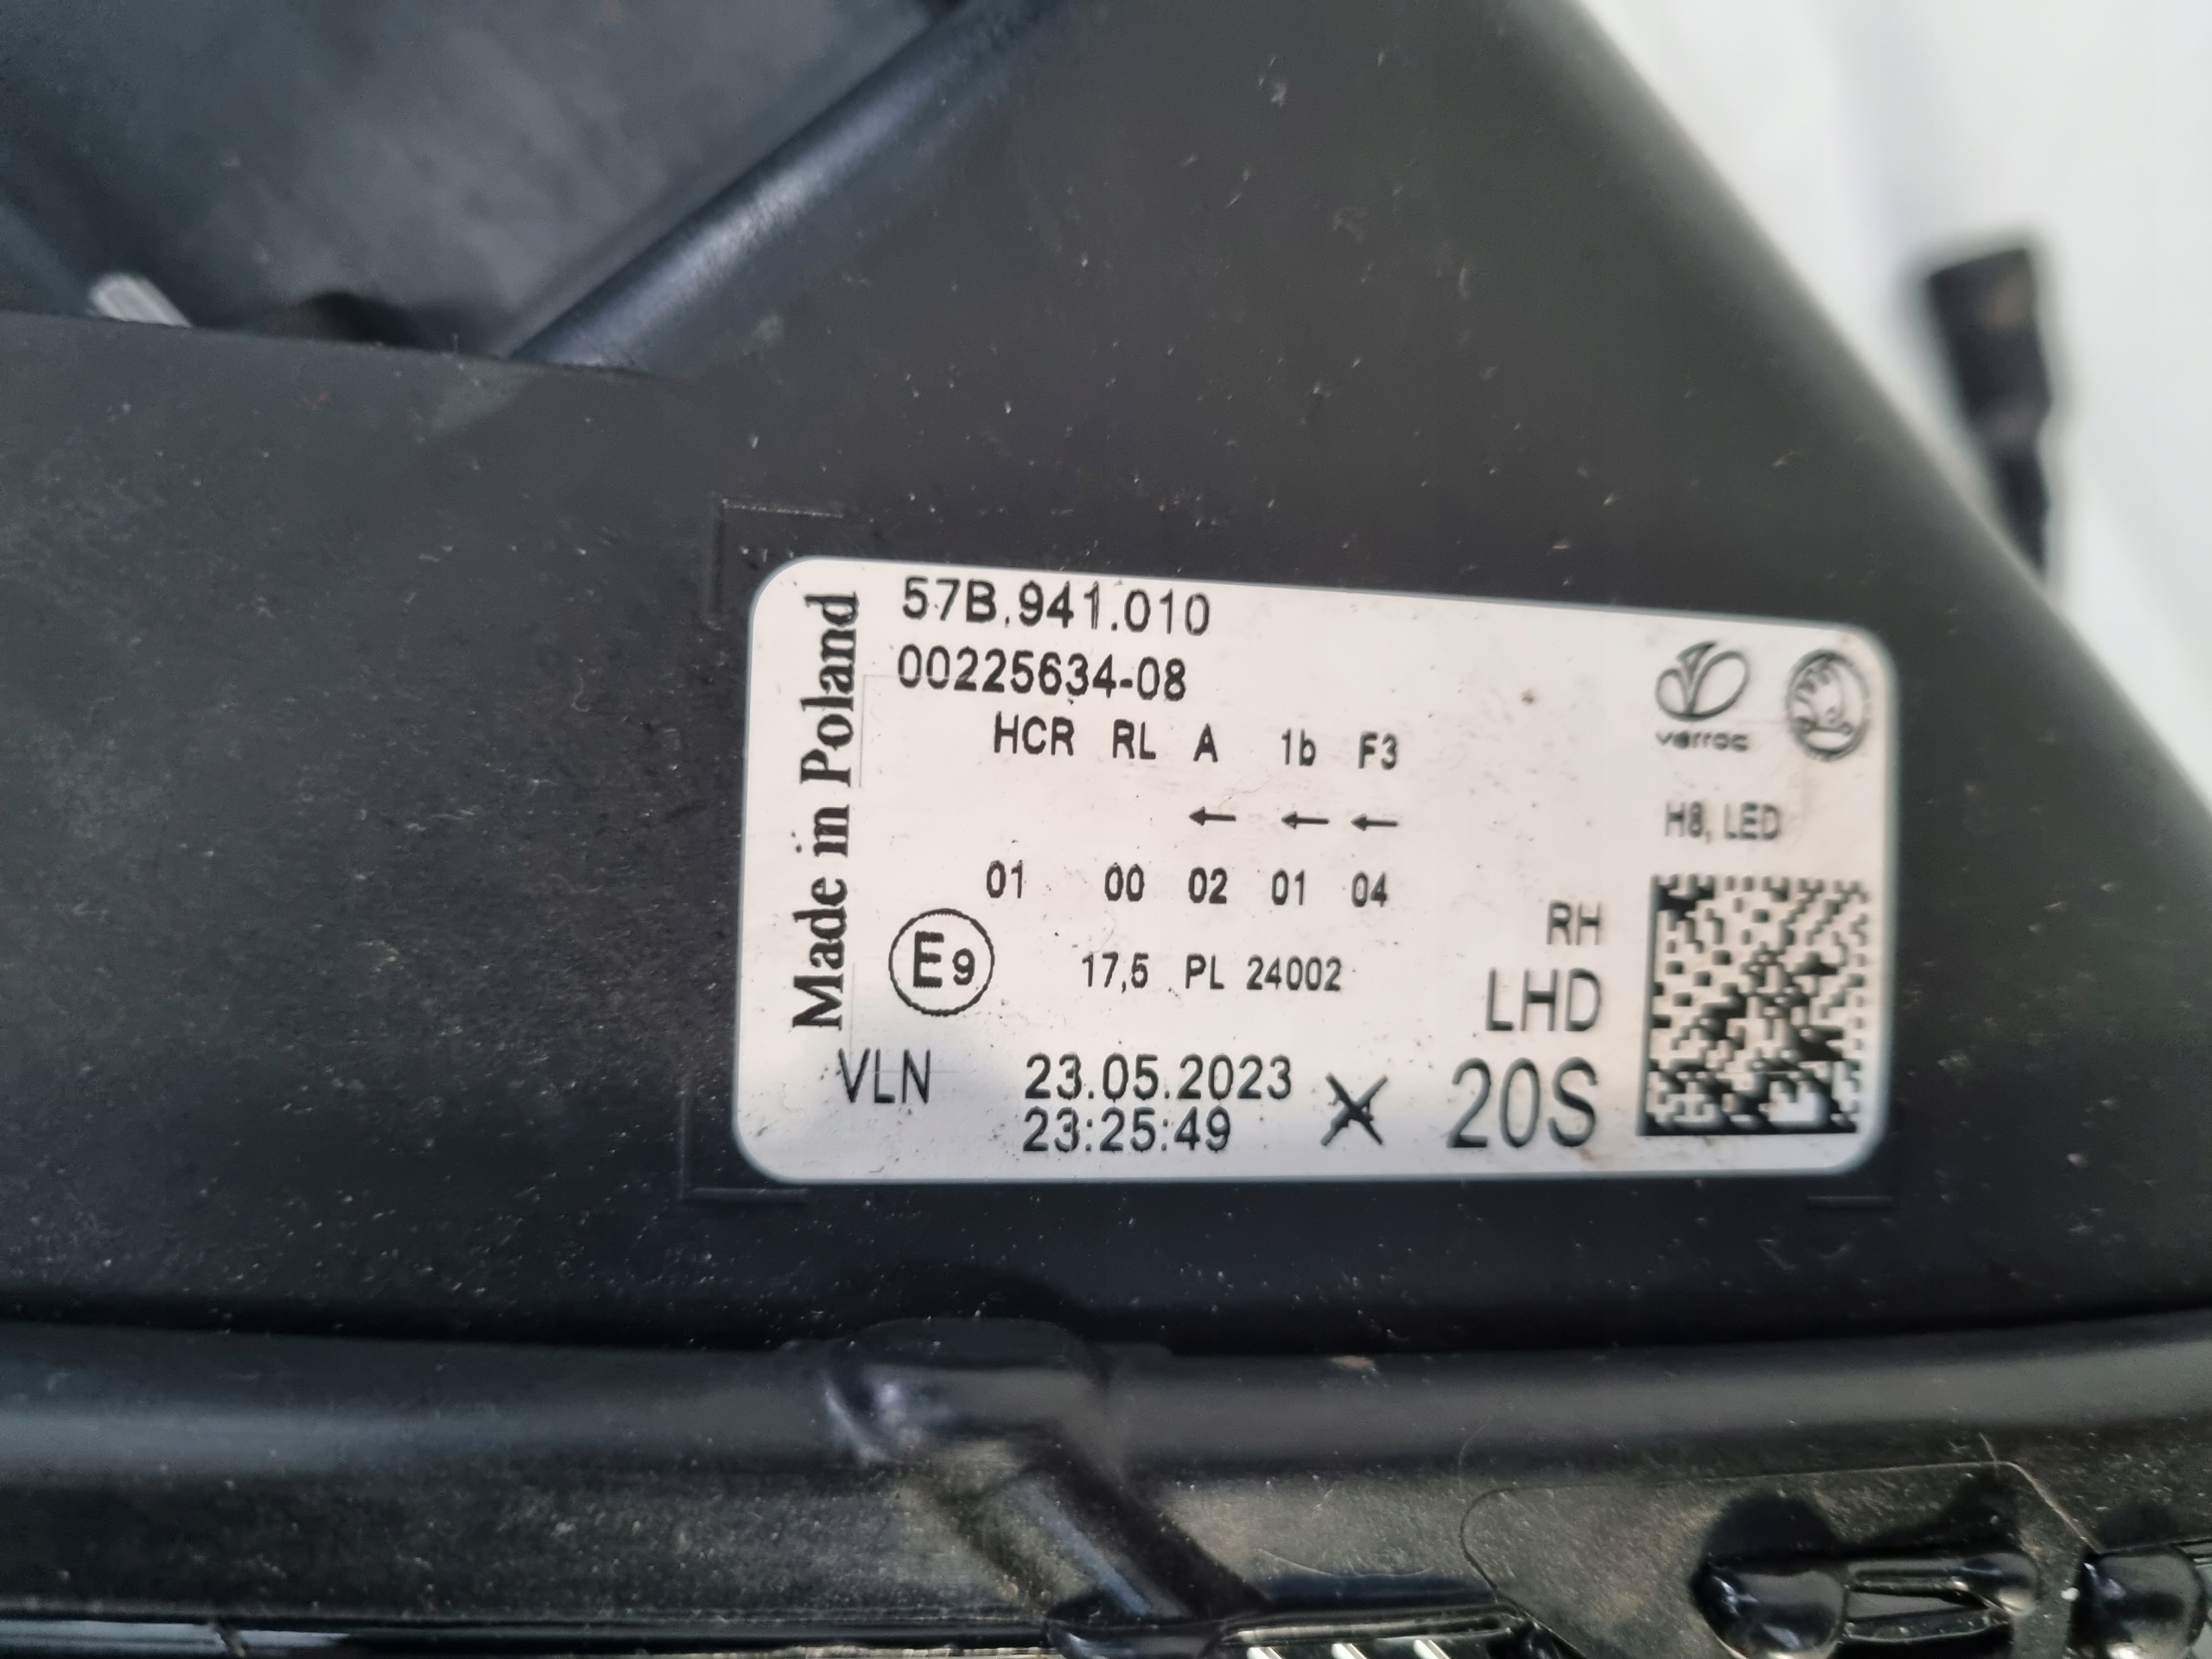 Made in Poland
57B.941.010
00225634-08
varroc
HCR RL A 1b F3
← ← ←
H8, LED
01 00 02 01 04
RH
E9
17,5 PL 24002
LHD
VLN 23.05.2023
23:25:49
20S